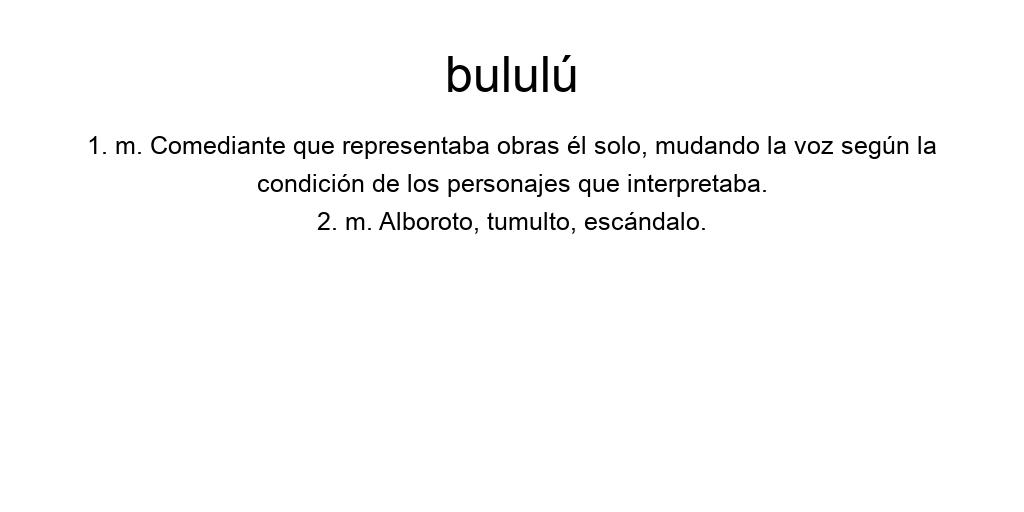 bululú
1. m. Comediante que representaba obras él solo, mudando la voz según la
condición de los personajes que interpretaba.
2. m. Alboroto, tumulto, escándalo.